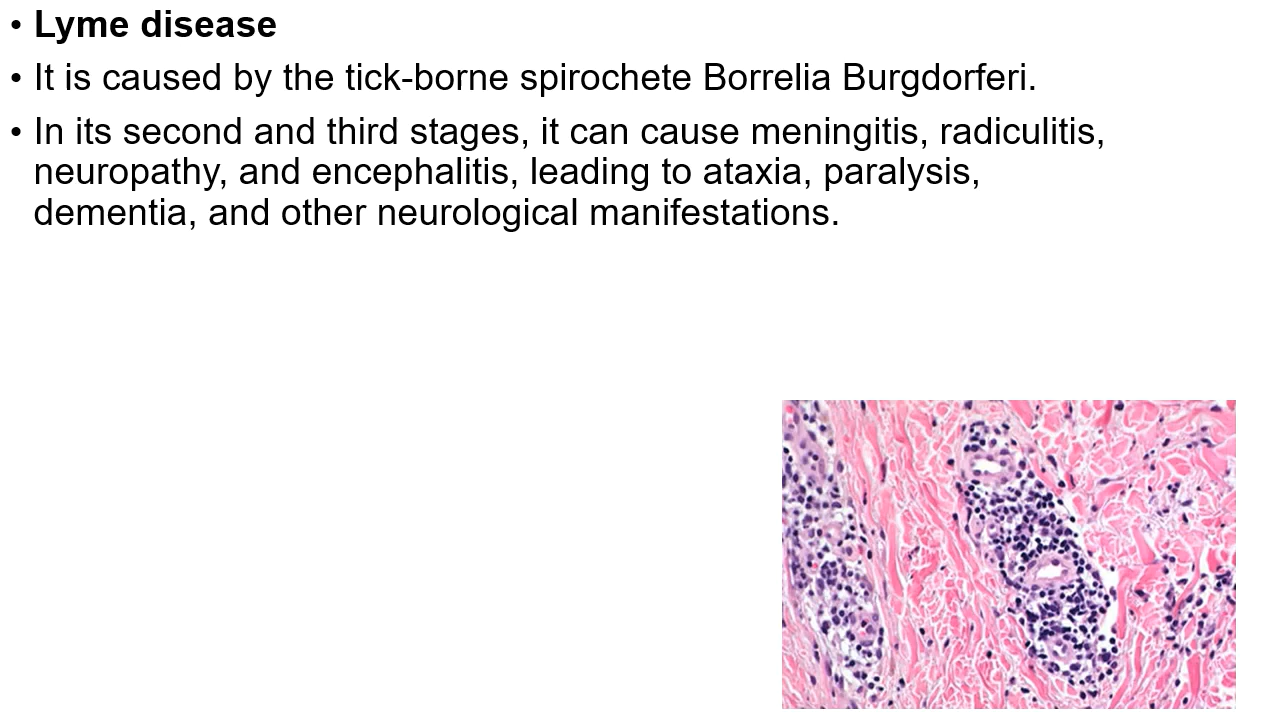 • Lyme disease
• It is caused by the tick-borne spirochete Borrelia Burgdorferi.
• In its second and third stages, it can cause meningitis, radiculitis,
neuropathy, and encephalitis, leading to ataxia, paralysis,
dementia, and other neurological manifestations.